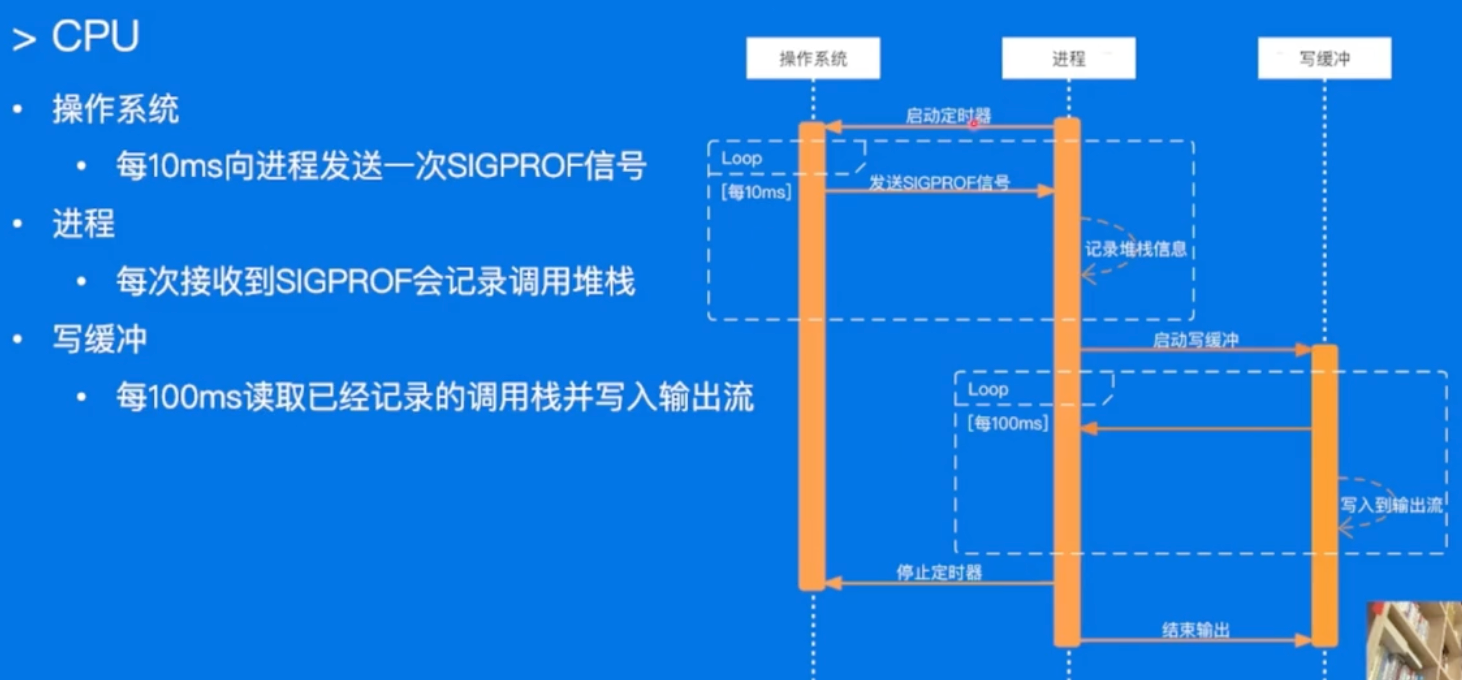 > CPU
• 操作系统
• 每10ms向进程发送一次SIGPROF信号
• 进程
• 每次接收到SIGPROF会记录调用堆栈
• 写缓冲
• 每100ms读取已经记录的调用栈并写入输出流
操作系统
进程
写缓冲
启动定时器
Loop
[每10ms]
发送SIGPROF信号
记录堆栈信息
启动写缓冲
Loop
[每100ms]
写入到输出流
停止定时器
结束输出